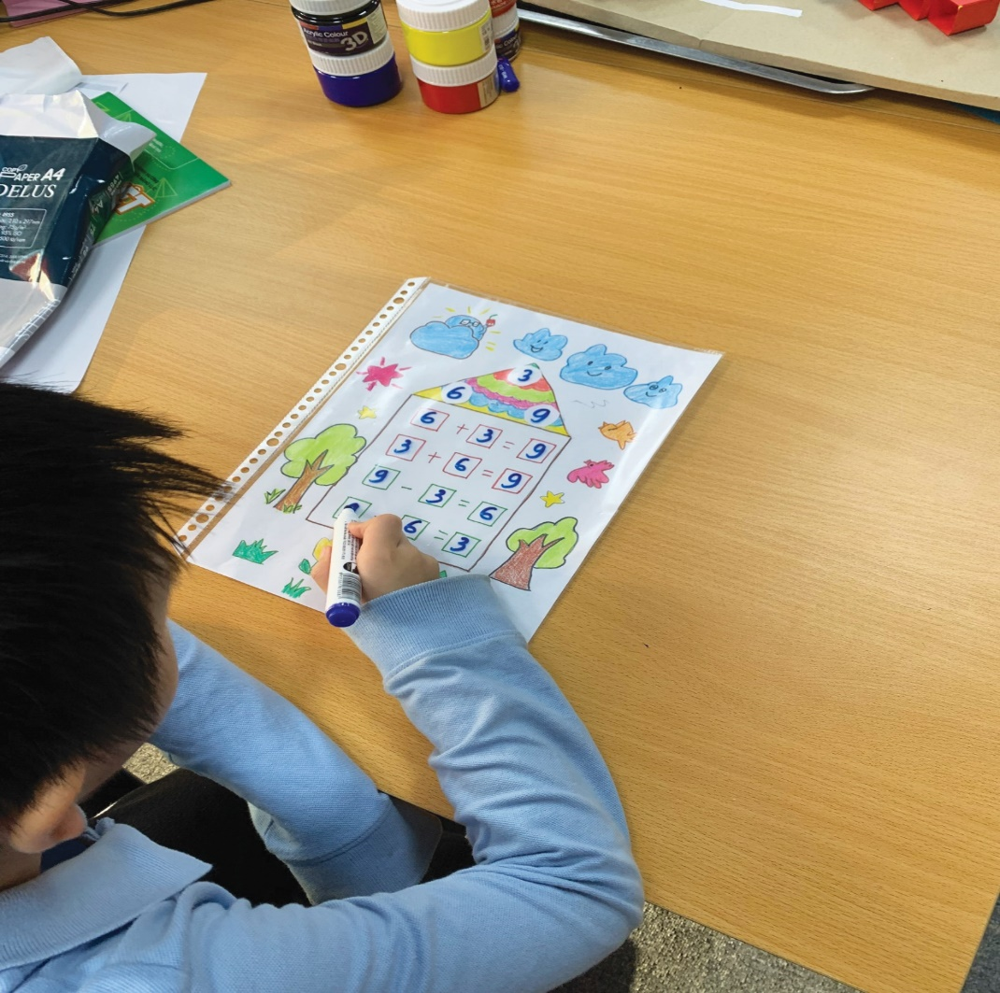 Acrylic Colour
3D
COPY
PAPER A4
DELUS
3
6 9
6 + 3 = 9
3 + 6 = 9
9 - 3 = 6
6 = 3